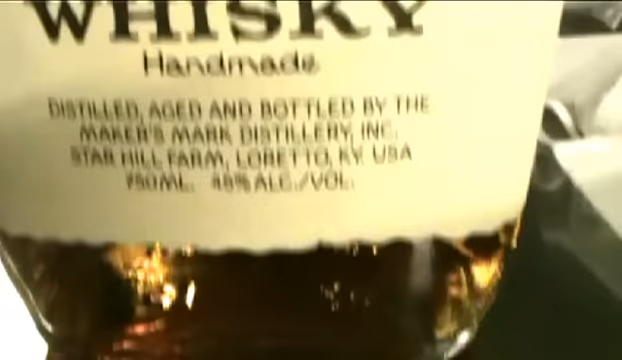 WHISKY
Handmade
DISTILLED, AGED AND BOTTLED BY THE
MAKER'S MARK DISTILLERY, INC.
STAR HILL FARM, LORETTO, KY. USA
750ML. 45%ALC./VOL.